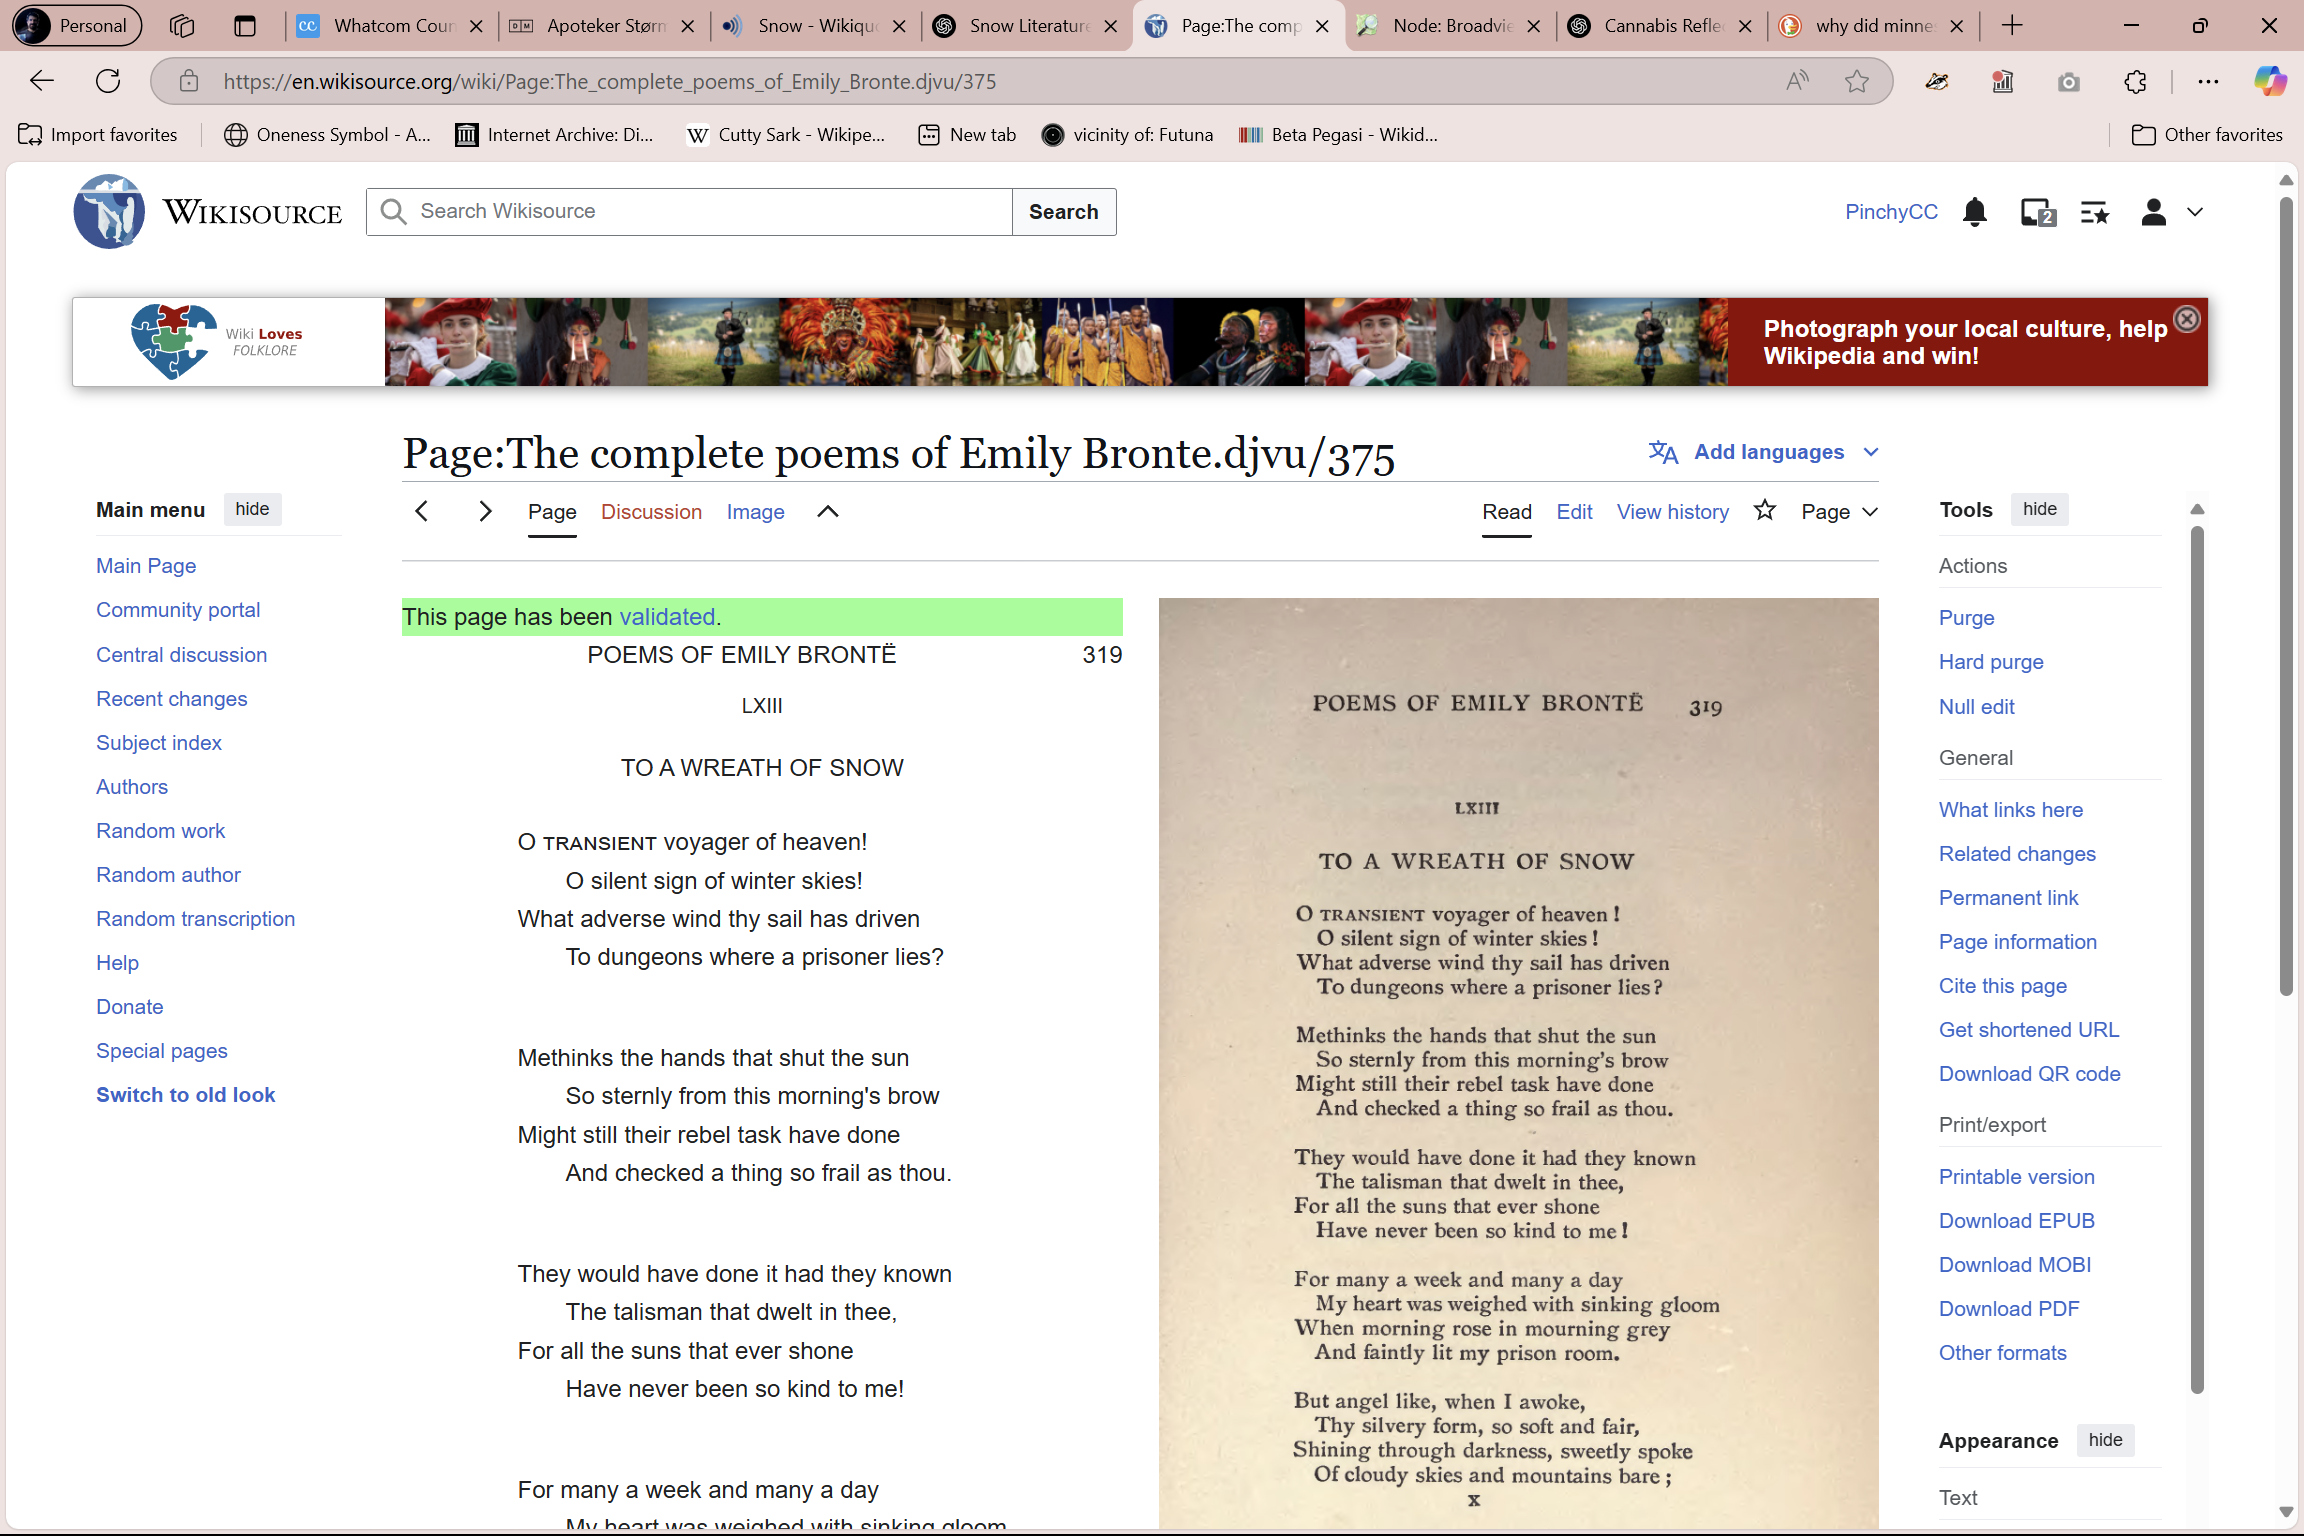 Personal
Whatcom Coun
Apoteker Størm
Snow - Wikiquo
Snow Literature
Page:The comp
Node: Broadvie
Cannabis Reflec
why did minne
https://en.wikisource.org/wiki/Page:The_complete_poems_of_Emily_Bronte.djvu/375
Import favorites
Oneness Symbol - A...
Internet Archive: Di...
Cutty Sark - Wikipe...
New tab
vicinity of: Futuna
Beta Pegasi - Wikid...
Other favorites
WIKISOURCE
Search Wikisource
Search
PinchyCC
2
Wiki Loves
FOLKLORE
Photograph your local culture, help
Wikipedia and win!
Page:The complete poems of Emily Bronte.djvu/375
Add languages
Main menu
hide
Main Page
Community portal
Central discussion
Recent changes
Subject index
Authors
Random work
Random author
Random transcription
Help
Donate
Special pages
Switch to old look
Page
Discussion
Image
Read
Edit
View history
Page
This page has been validated.
POEMS OF EMILY BRONTË 319
LXIII
TO A WREATH OF SNOW
O TRANSIENT voyager of heaven!
O silent sign of winter skies!
What adverse wind thy sail has driven
To dungeons where a prisoner lies?
Methinks the hands that shut the sun
So sternly from this morning's brow
Might still their rebel task have done
And checked a thing so frail as thou.
They would have done it had they known
The talisman that dwelt in thee,
For all the suns that ever shone
Have never been so kind to me!
For many a week and many a day
My heart was weighed with sinking gloom
POEMS OF EMILY BRONTË 319
LXIII
TO A WREATH OF SNOW
O TRANSIENT voyager of heaven!
O silent sign of winter skies!
What adverse wind thy sail has driven
To dungeons where a prisoner lies?
Methinks the hands that shut the sun
So sternly from this morning's brow
Might still their rebel task have done
And checked a thing so frail as thou.
They would have done it had they known
The talisman that dwelt in thee,
For all the suns that ever shone
Have never been so kind to me!
For many a week and many a day
My heart was weighed with sinking gloom
When morning rose in mourning grey
And faintly lit my prison room.
But angel like, when I awoke,
Thy silvery form, so soft and fair,
Shining through darkness, sweetly spoke
Of cloudy skies and mountains bare;
X
Tools
hide
Actions
Purge
Hard purge
Null edit
General
What links here
Related changes
Permanent link
Page information
Cite this page
Get shortened URL
Download QR code
Print/export
Printable version
Download EPUB
Download MOBI
Download PDF
Other formats
Appearance
hide
Text